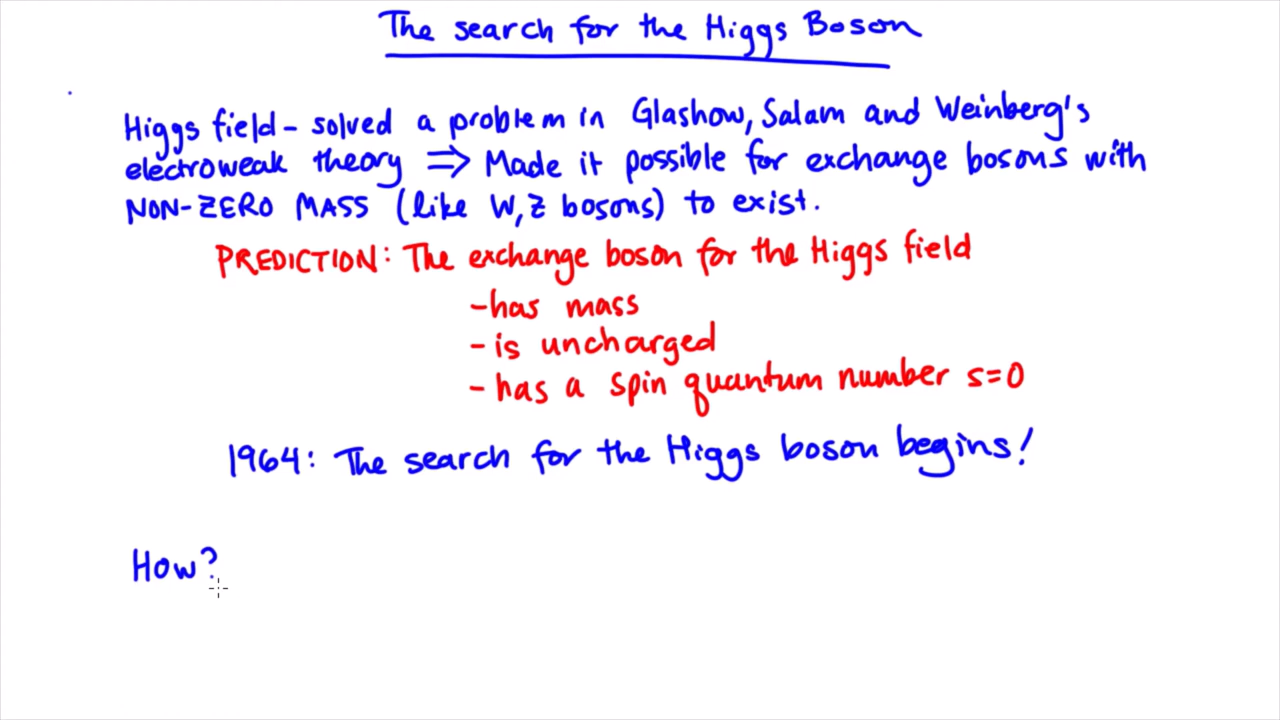 The search for the Higgs Boson
Higgs field - solved a problem in Glashow, Salam and Weinberg's
electroweak theory ⇒ Made it possible for exchange bosons with
NON-ZERO MASS (like W, Z bosons) to exist.
PREDICTION: The exchange boson for the Higgs field
- has mass
- is uncharged
- has a spin quantum number s=0
1964: The search for the Higgs boson begins!
How?